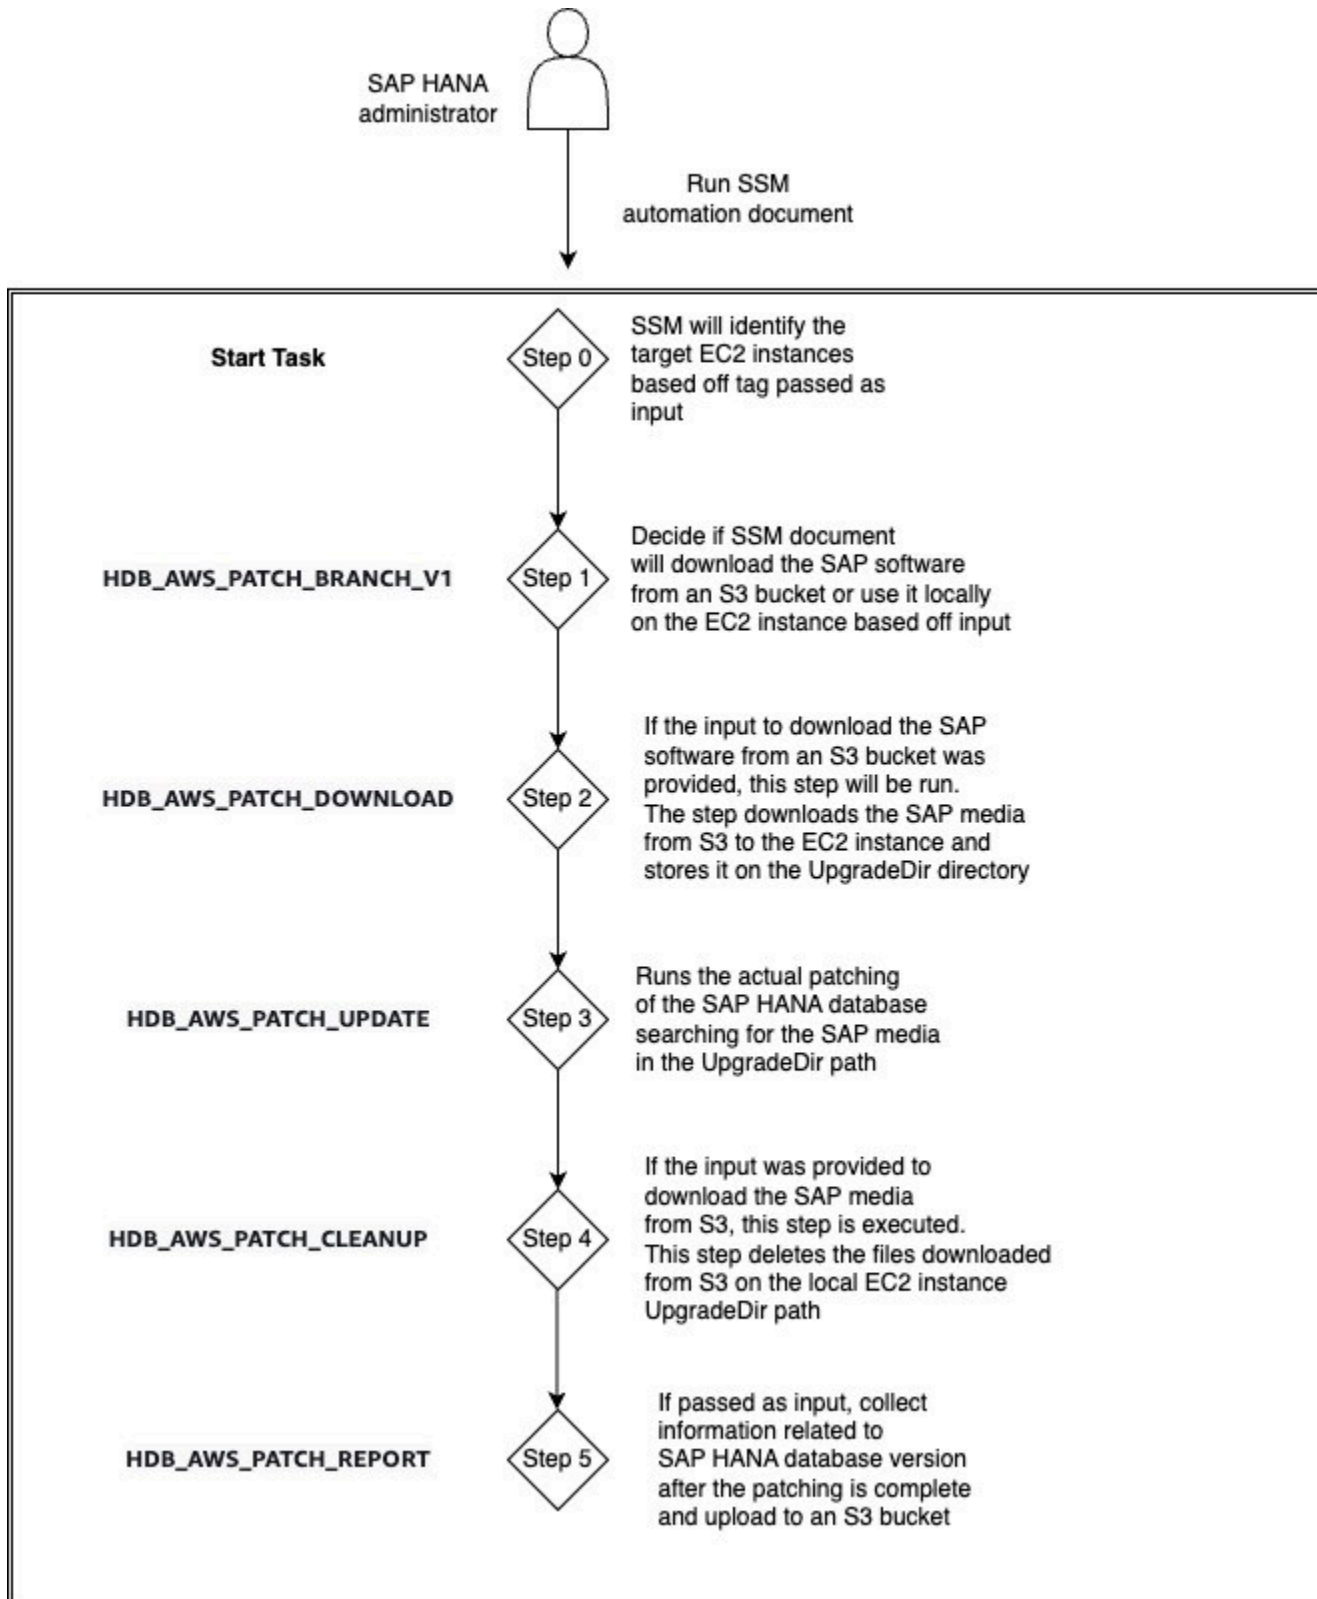 SAP HANA
administrator
Run SSM
automation document
Start Task
Step 0
SSM will identify the
target EC2 instances
based off tag passed as
input
HDB_AWS_PATCH_BRANCH_V1
Step 1
Decide if SSM document
will download the SAP software
from an S3 bucket or use it locally
on the EC2 instance based off input
HDB_AWS_PATCH_DOWNLOAD
Step 2
If the input to download the SAP
software from an S3 bucket was
provided, this step will be run.
The step downloads the SAP media
from S3 to the EC2 instance and
stores it on the UpgradeDir directory
HDB_AWS_PATCH_UPDATE
Step 3
Runs the actual patching
of the SAP HANA database
searching for the SAP media
in the UpgradeDir path
HDB_AWS_PATCH_CLEANUP
Step 4
If the input was provided to
download the SAP media
from S3, this step is executed.
This step deletes the files downloaded
from S3 on the local EC2 instance
UpgradeDir path
HDB_AWS_PATCH_REPORT
Step 5
If passed as input, collect
information related to
SAP HANA database version
after the patching is complete
and upload to an S3 bucket